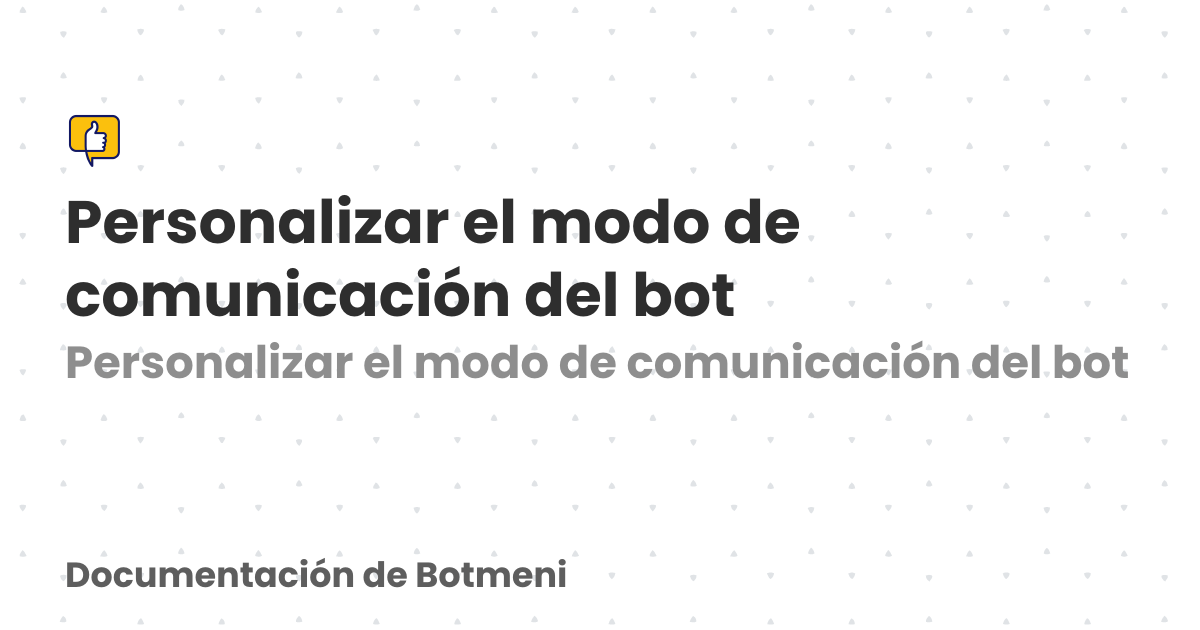 Personalizar el modo de
comunicación del bot
Personalizar el modo de comunicación del bot
Documentación de Botmeni